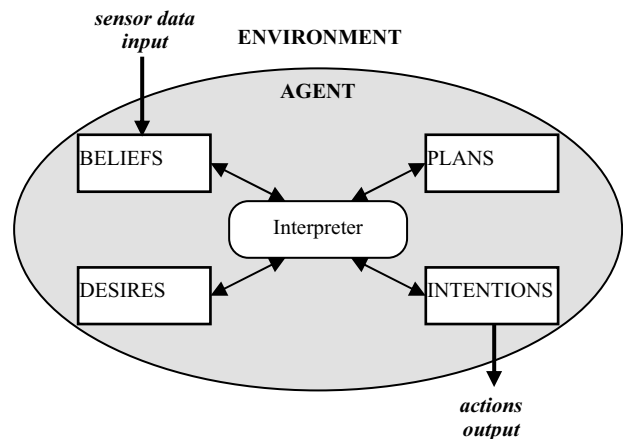 sensor data
input
ENVIRONMENT
AGENT
BELIEFS
PLANS
Interpreter
DESIRES
INTENTIONS
actions
output